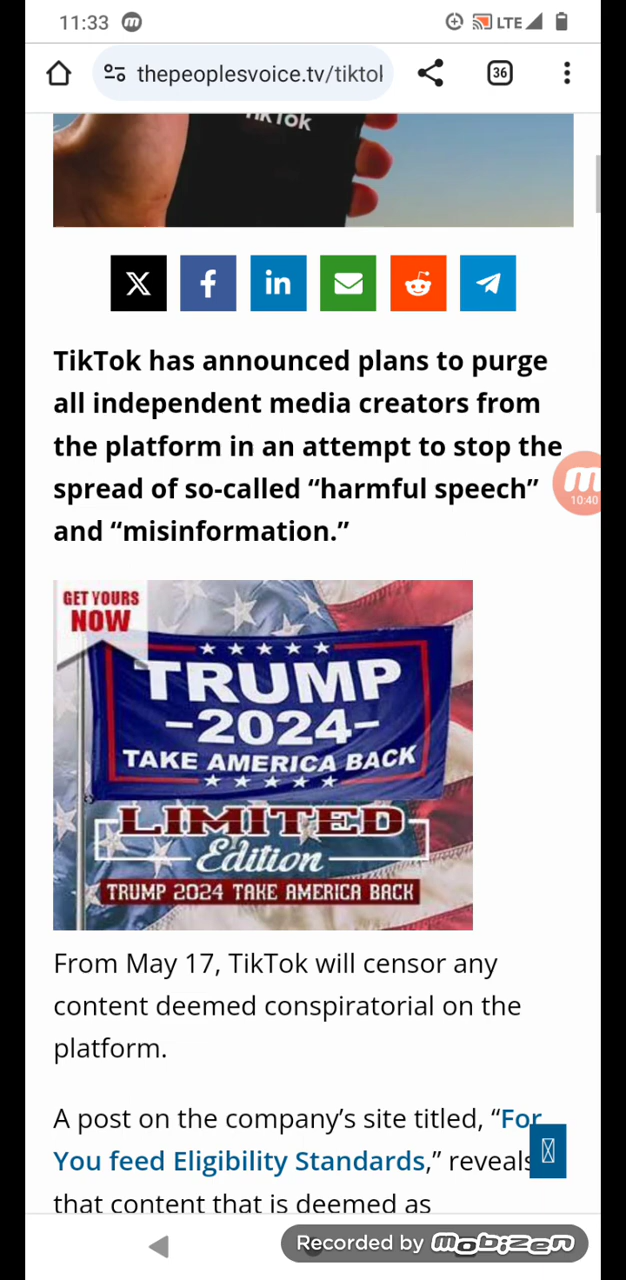 11:33
LTE
thepeoplesvoice.tv/tiktol
36
TikTok
in
TikTok has announced plans to purge
all independent media creators from
the platform in an attempt to stop the
spread of so-called “harmful speech”
and “misinformation.”
10:40
GET YOURS
NOW
TRUMP
-2024-
TAKE AMERICA BACK
LIMITED
Edition
TRUMP 2024 TAKE AMERICA BACK
From May 17, TikTok will censor any
content deemed conspiratorial on the
platform.
A post on the company’s site titled, “For
You feed Eligibility Standards,” reveals
that content that is deemed as
Recorded by mobizen